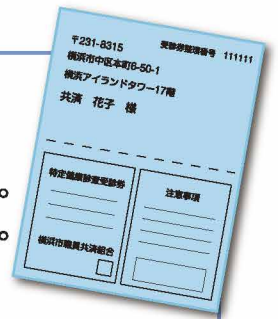 〒231-8315 受診券整理番号 111111
横浜市中区本町6-50-1
横浜アイランドタワー17階
共済 花子 様
特定健康診査受診券
注意事項
横浜市職員共済組合
。
。